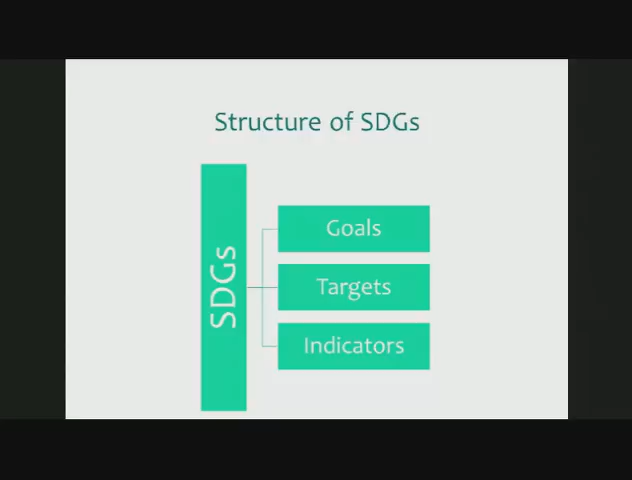 Structure of SDGs
SDGs
Goals
Targets
Indicators